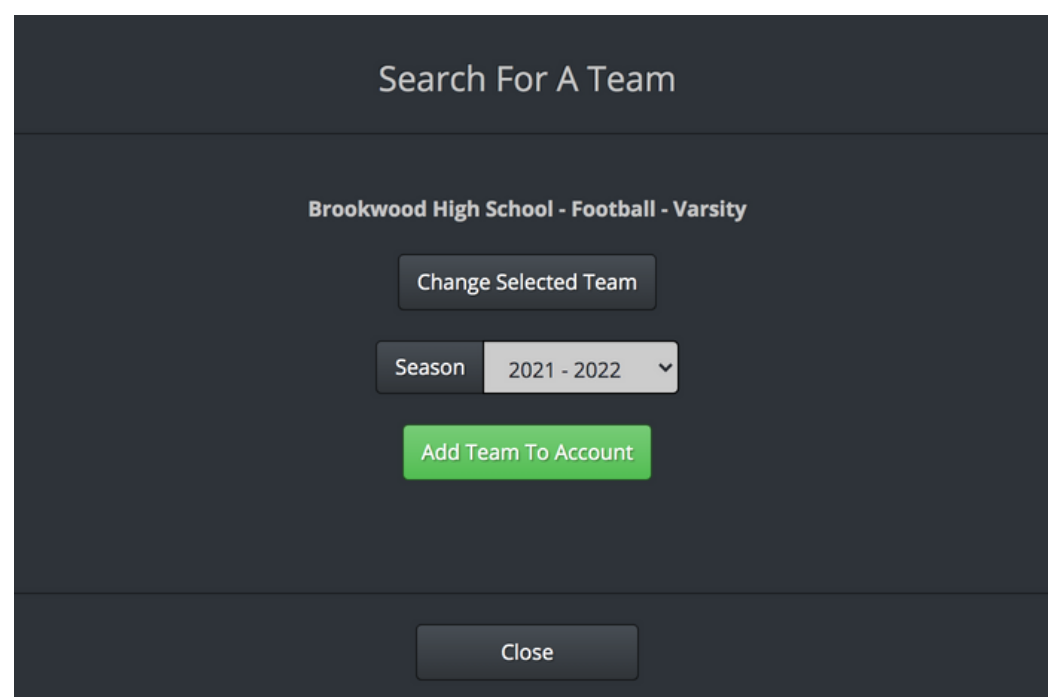 Search For A Team
Brookwood High School - Football - Varsity
Change Selected Team
Season 2021 - 2022
Add Team To Account
Close